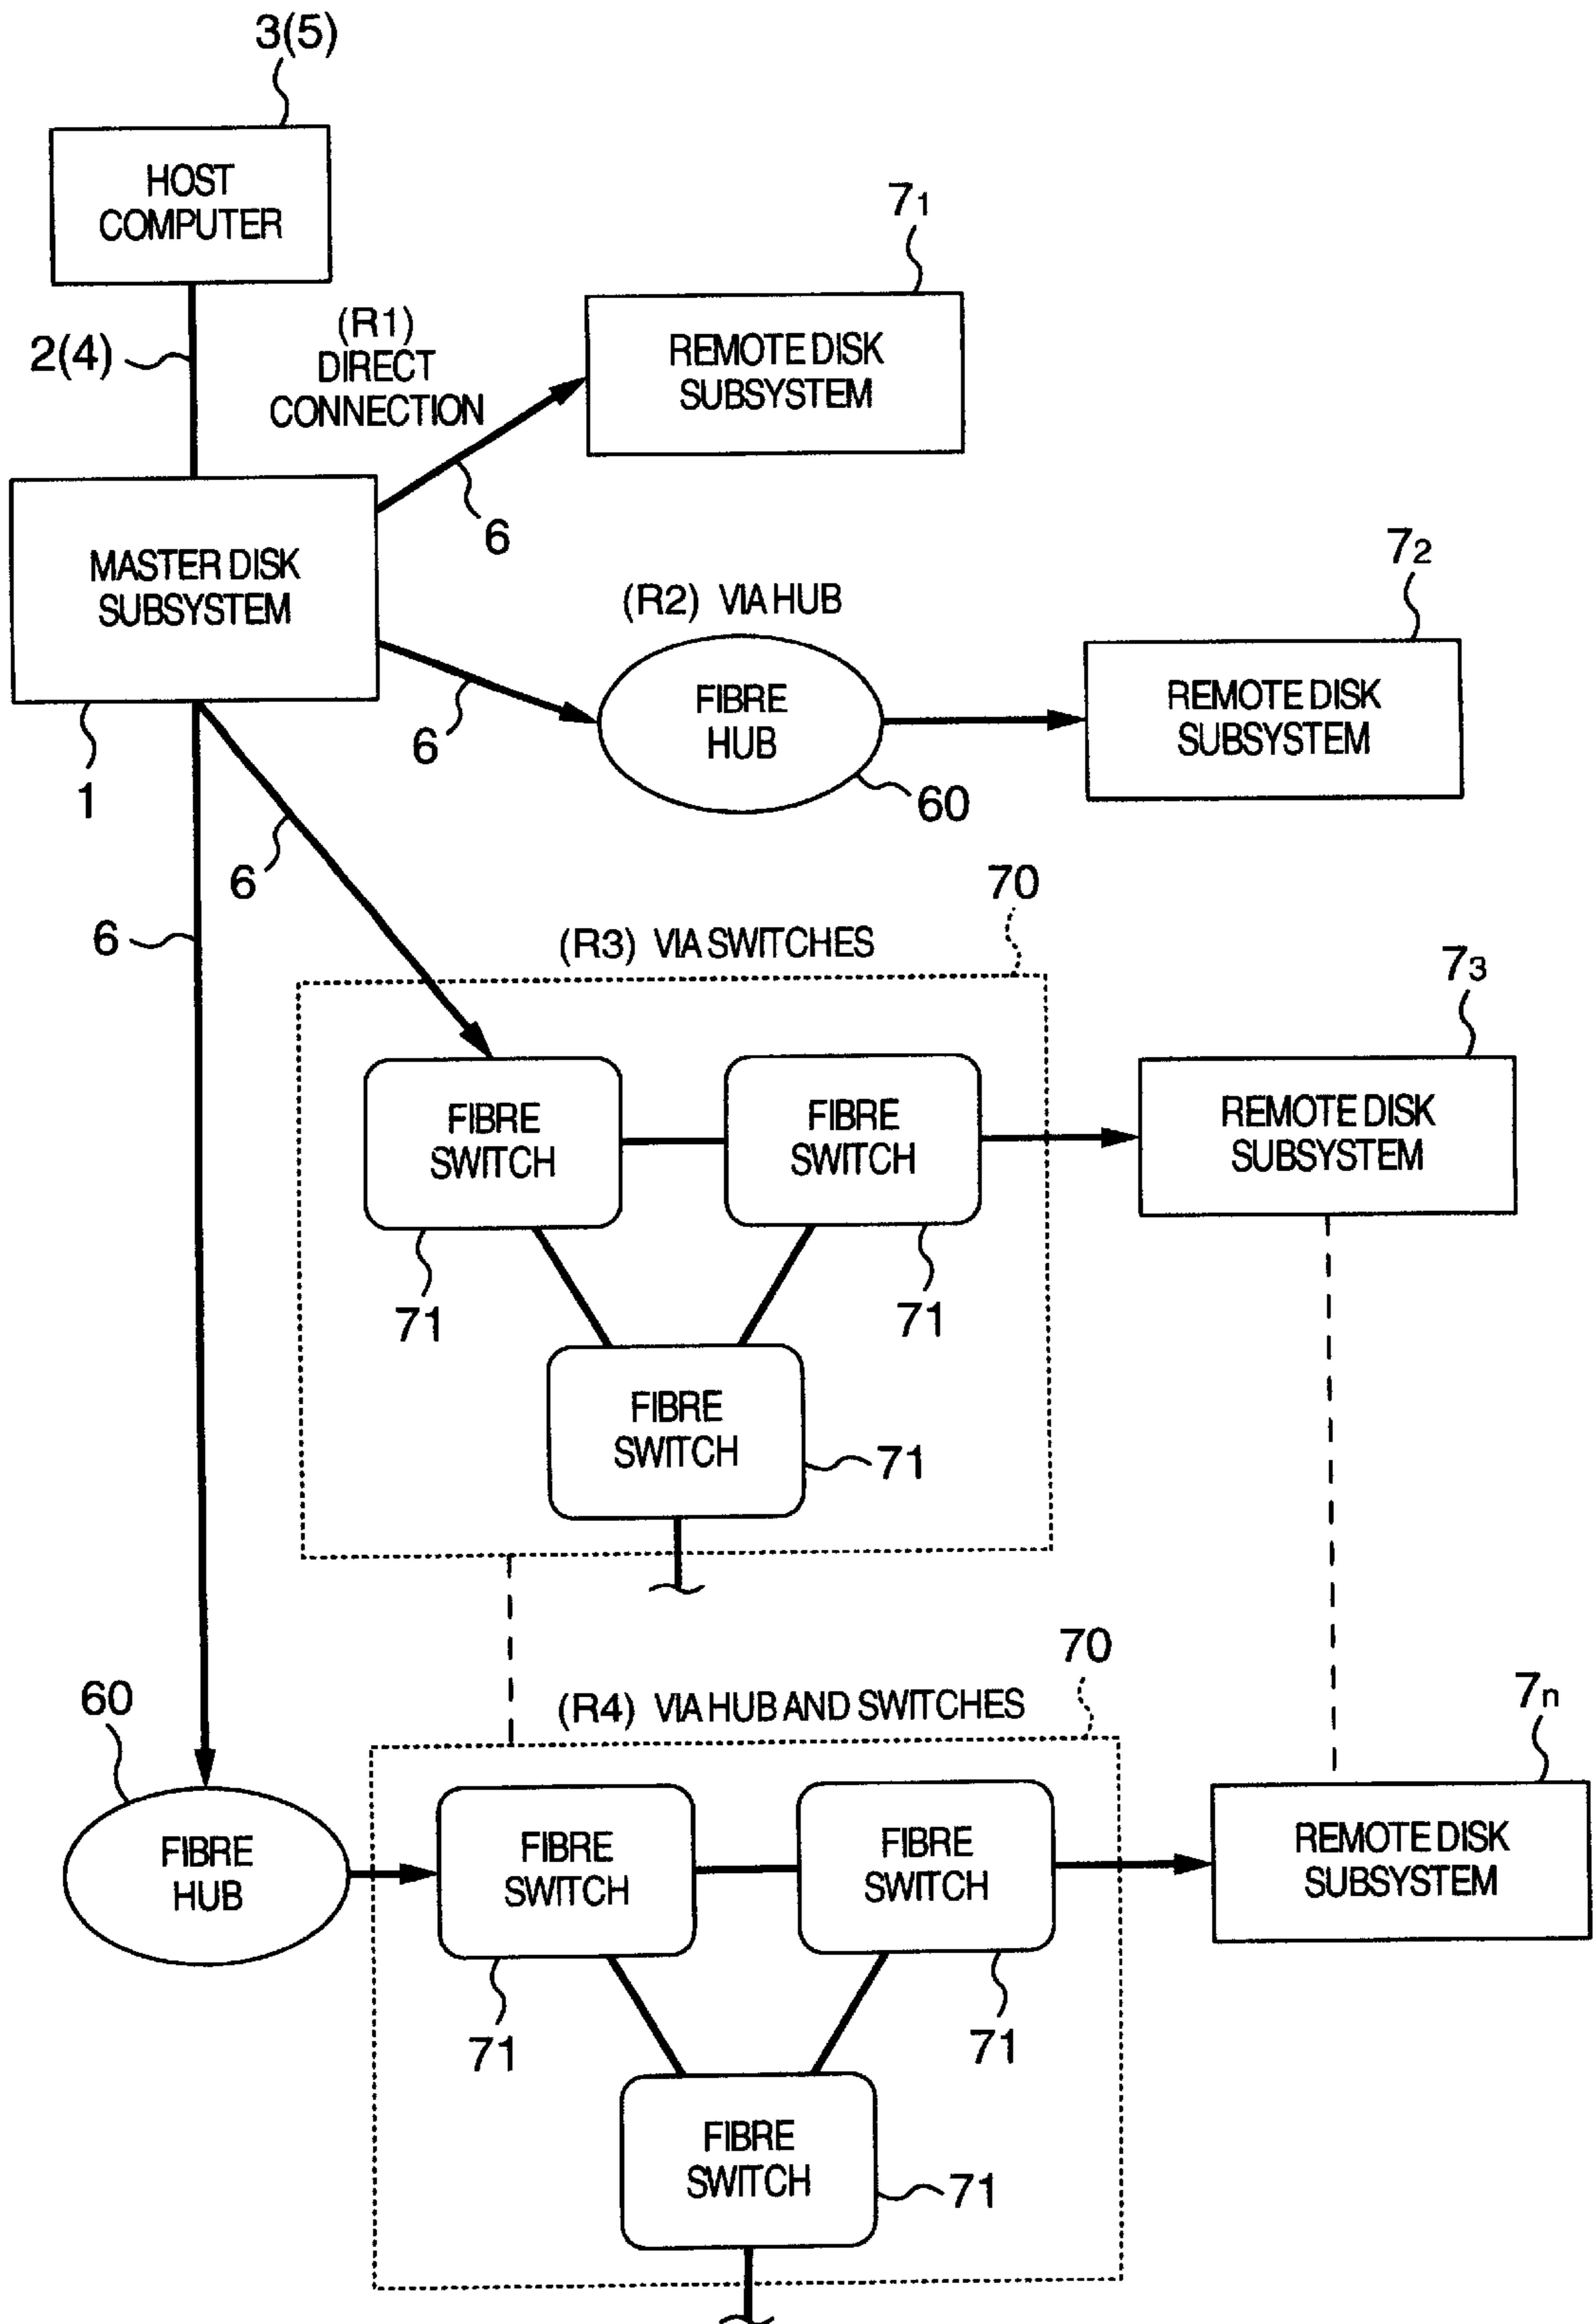 3(5)
HOST
COMPUTER
2(4)
(R1)
DIRECT
CONNECTION
71
REMOTE DISK
SUBSYSTEM
6
MASTER DISK
SUBSYSTEM
1
(R2) VIA HUB
6
FIBRE
HUB
60
72
REMOTE DISK
SUBSYSTEM
6
6
(R3) VIA SWITCHES
70
FIBRE
SWITCH
71
FIBRE
SWITCH
71
FIBRE
SWITCH
71
73
REMOTE DISK
SUBSYSTEM
60
FIBRE
HUB
(R4) VIA HUB AND SWITCHES
70
FIBRE
SWITCH
71
FIBRE
SWITCH
71
FIBRE
SWITCH
71
7n
REMOTE DISK
SUBSYSTEM